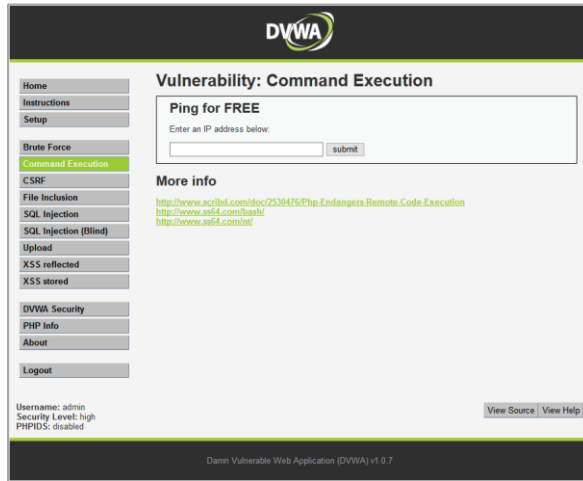 DVWA
Home
Instructions
Setup
Brute Force
Command Execution
CSRF
File Inclusion
SQL Injection
SQL Injection (Blind)
Upload
XSS reflected
XSS stored
DVWA Security
PHP Info
About
Logout
Vulnerability: Command Execution
Ping for FREE
Enter an IP address below:
submit
More info
http://www.scribd.com/doc/2530476/Php-Endangers-Remote-Code-Execution
http://www.ss64.com/bash/
http://www.ss64.com/nt/
Username: admin
Security Level: high
PHPIDS: disabled
View Source View Help
Damn Vulnerable Web Application (DVWA) v1.0.7